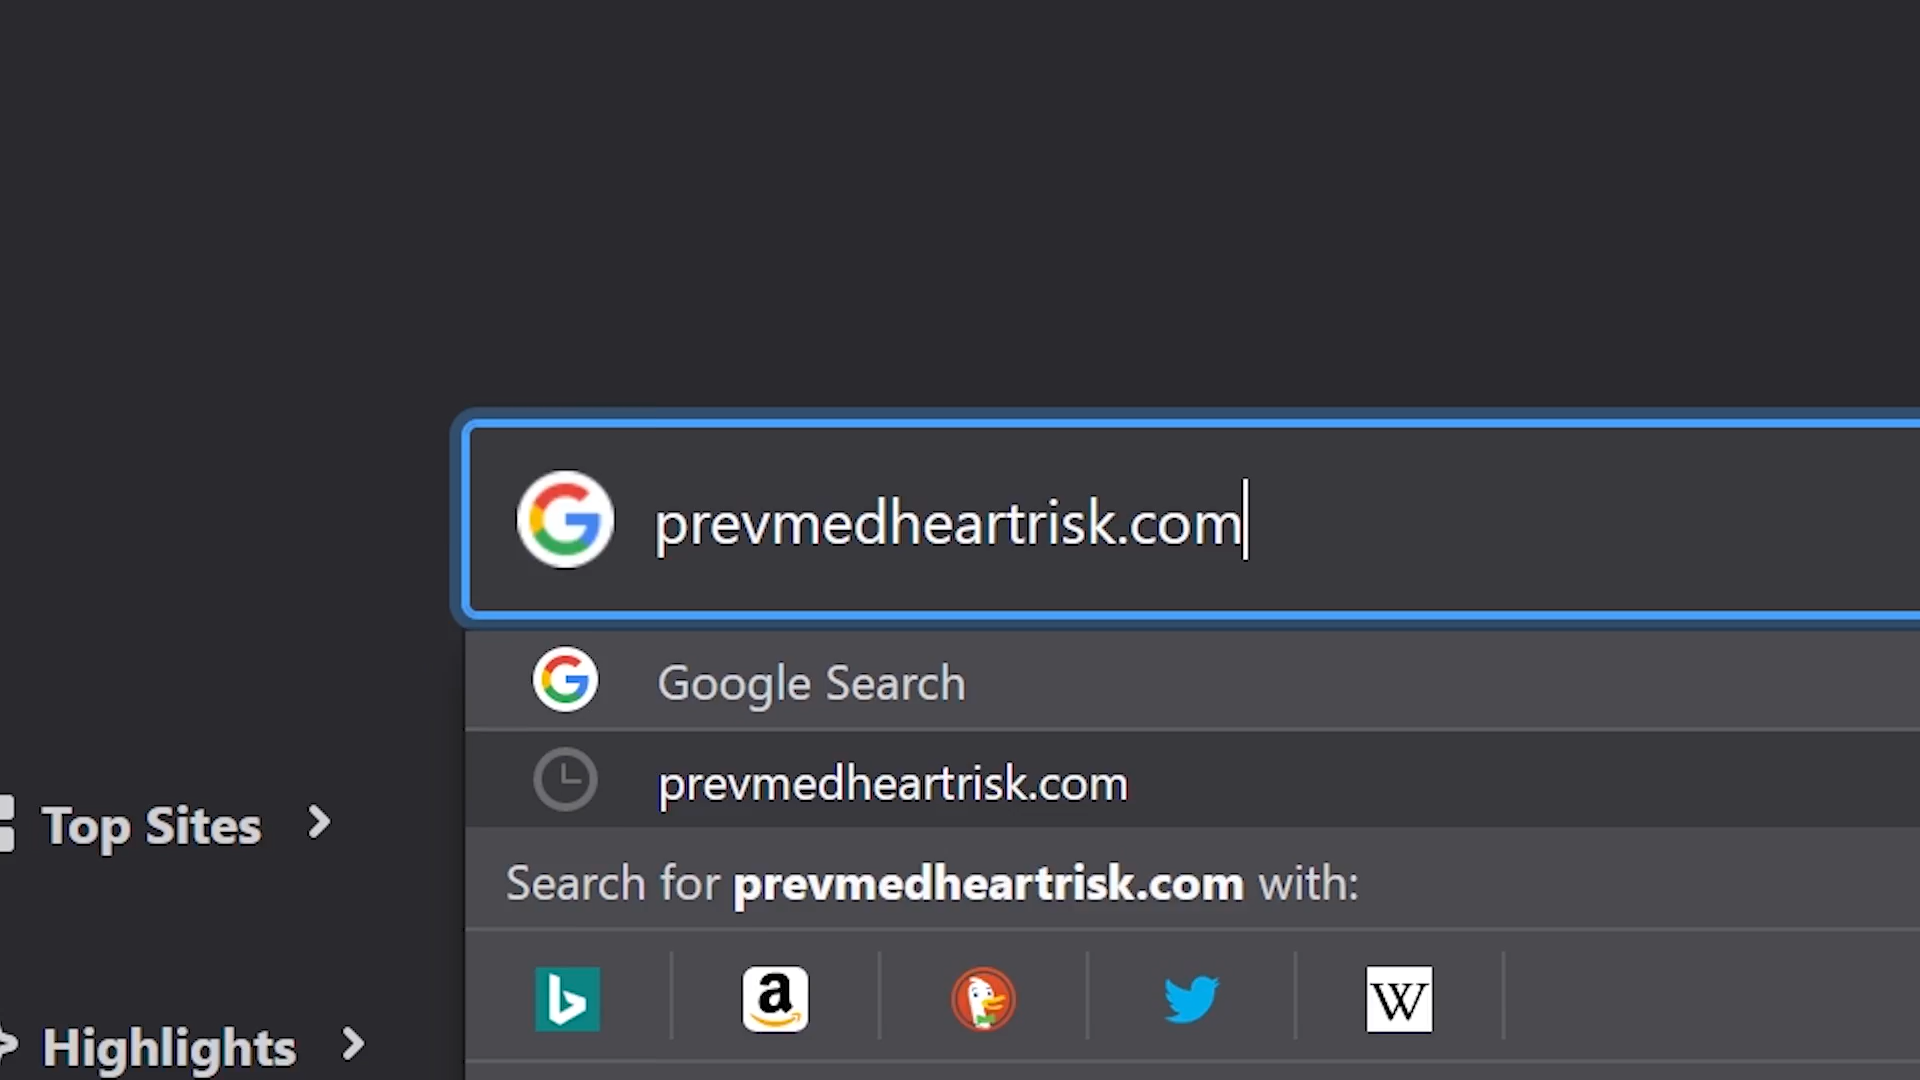 prevmedheartrisk.com
Google Search
prevmedheartrisk.com
Top Sites
Search for prevmedheartrisk.com with:
Highlights